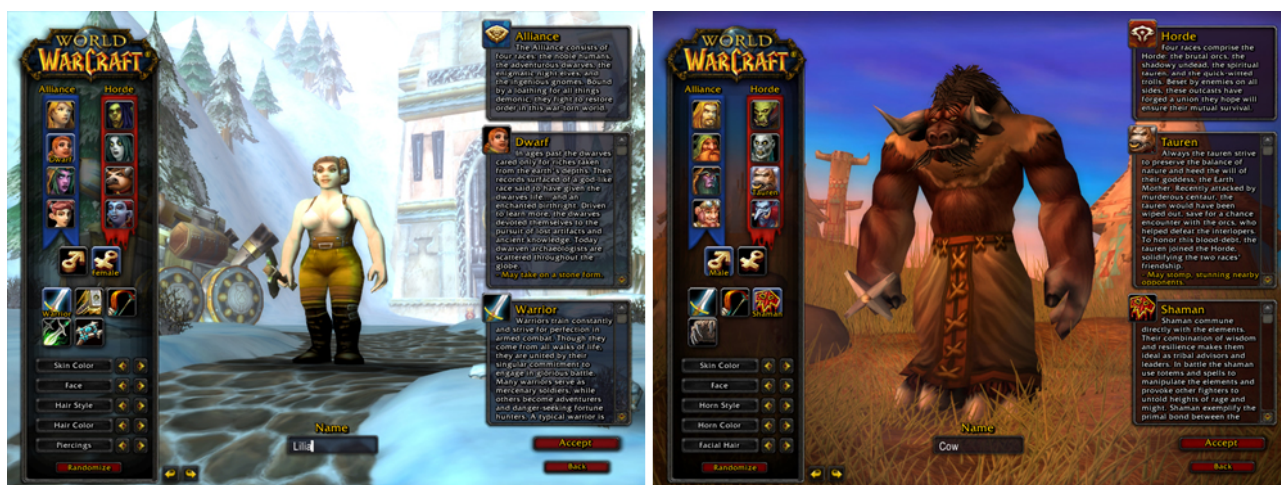 WORLD
WARCRAFT
Alliance Horde
Dwarf
Female
Warrior
Skin Color
Face
Hair Style
Hair Color
Piercings
Randomize
Name
Lilia
Alliance
The Alliance consists of
four races: the noble humans,
the adventurous dwarves, the
enigmatic night elves, and
the ingenious gnomes. Bound
by a loathing for all things
demonic, they fight to restore
order in this war-torn world.
Dwarf
In ages past the dwarves
cared only for riches taken
from the earth's depths. Then
records surfaced of a god-like
race said to have given the
dwarves life... and an
enchanted birthright. Driven
to learn more, the dwarves
devoted themselves to the
pursuit of lost artifacts and
ancient knowledge. Today
dwarven archaeologists are
scattered throughout the
globe.
- May take on a stone form.
Warrior
Warriors train constantly
and strive for perfection in
armed combat. Though they
come from all walks of life,
they are united by their
singular commitment to
engage in glorious battle.
Many warriors serve as
mercenary soldiers, while
others become adventurers
and danger-seeking fortune
hunters. A typical warrior is
Accept
Back
WORLD
WARCRAFT
Alliance Horde
Tauren
Male
Shaman
Skin Color
Face
Horn Style
Horn Color
Facial Hair
Randomize
Name
Cow
Horde
Four races comprise the
Horde: the brutal orcs, the
shadowy undead, the spiritual
tauren, and the quick-witted
trolls. Beset by enemies on all
sides, these outcasts have
forged a union they hope will
ensure their mutual survival.
Tauren
Always the tauren strive
to preserve the balance of
nature and heed the will of
their goddess, the Earth
Mother. Recently attacked by
murderous centaur, the
tauren would have been
wiped out, save for a chance
encounter with the orcs, who
helped defeat the interlopers.
To honor this blood-debt, the
tauren joined the Horde,
solidifying the two races'
friendship.
- May stomp, stunning nearby
opponents.
Shaman
Shaman commune
directly with the elements.
Their combination of wisdom
and resilience makes them
ideal as tribal advisors and
leaders. In battle the shaman
use totems and spells to
manipulate the elements and
provoke other fighters to
untold heights of rage and
might. Shaman exemplify the
primal bond between the
Accept
Back